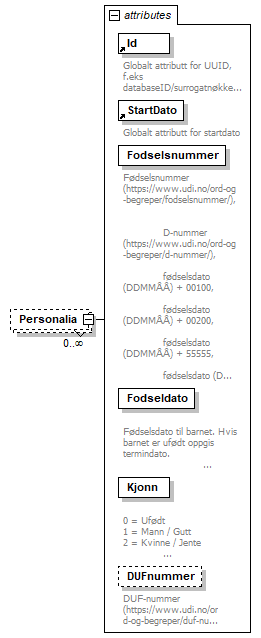 attributes
Id
Globalt attributt for UUID,
f.eks
databaseID/surrogatnøkke...
StartDato
Globalt attributt for startdato
Fodselsnummer
Fødselsnummer
(https://www.udi.no/ord-og
-begreper/fodselsnummer/),
D-nummer
(https://www.udi.no/ord-og
-begreper/d-nummer/),
fødselsdato
(DDMMÅÅ) + 00100,
fødselsdato
(DDMMÅÅ) + 00200,
fødselsdato
(DDMMÅÅ) + 55555,
fødselsdato (D...
Personalia
0..∞
Fodseldato
Fødselsdato til barnet. Hvis
barnet er ufødt oppgis
termindato.
...
Kjonn
0 = Ufødt
1 = Mann / Gutt
2 = Kvinne / Jente
...
DUFnummer
DUF-nummer
(https://www.udi.no/or
d-og-begreper/duf-nu...